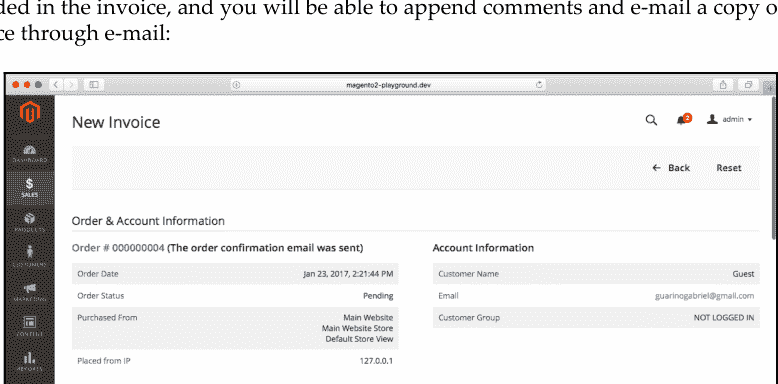 ded in the invoice, and you will be able to append comments and e-mail a copy o
ce through e-mail:
magento2-playground.dev
New Invoice
2
admin
DASHBOARD
Back
Reset
$
SALES
PRODUCTS
Order & Account Information
Order # 000000004 (The order confirmation email was sent)
Account Information
CUSTOMERS
Order Date
Jan 23, 2017, 2:21:44 PM
Customer Name
Guest
Order Status
Pending
Email
guarinogabriel@gmail.com
MARKETING
Purchased From
Main Website
Main Website Store
Default Store View
Customer Group
NOT LOGGED IN
CONTENT
Placed from IP
127.0.0.1
REPORTS